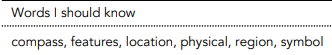 Words I should know
compass, features, location, physical, region, symbol